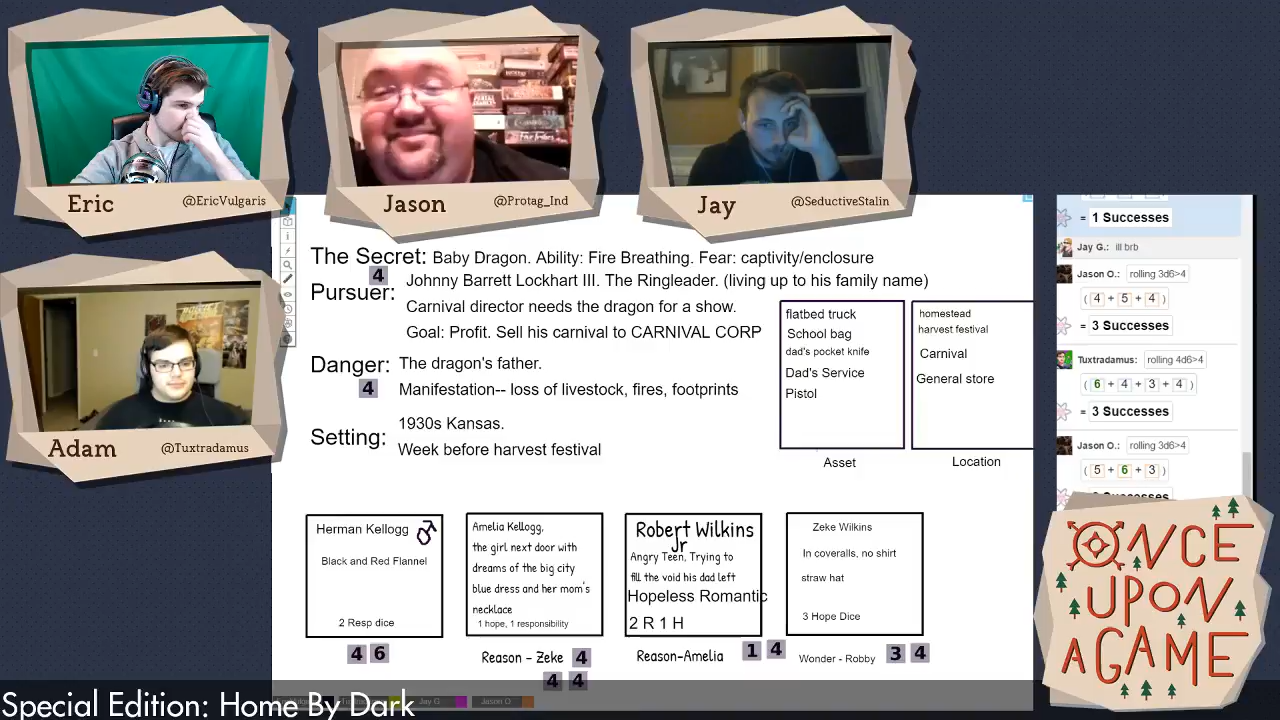 Eric @EricVulgaris
Jason @Protag_Ind
Jay @SeductiveStalin
Adam @Tuxtradamus
The Secret: Baby Dragon. Ability: Fire Breathing. Fear: captivity/enclosure
4
Pursuer: Johnny Barrett Lockhart III. The Ringleader. (living up to his family name)
Carnival director needs the dragon for a show.
Goal: Profit. Sell his carnival to CARNIVAL CORP
Danger: The dragon's father.
4 Manifestation-- loss of livestock, fires, footprints
Setting: 1930s Kansas.
Week before harvest festival
flatbed truck
School bag
dad's pocket knife
Dad's Service
Pistol
Asset
homestead
harvest festival
Carnival
General store
Location
Herman Kellogg
Black and Red Flannel
2 Resp dice
4 6
Amelia Kellogg,
the girl next door with
dreams of the big city
blue dress and her mom's
necklace
1 hope, 1 responsibility
Reason - Zeke 4
4 4
Robert Wilkins
Jr
Angry Teen, Trying to
fill the void his dad left
Hopeless Romantic
2 R 1 H
Reason-Amelia 1 4
Zeke Wilkins
In coveralls, no shirt
straw hat
3 Hope Dice
Wonder - Robby 3 4
= 1 Successes
Jay G.: ill brb
Jason O.: rolling 3d6>4
( 4 + 5 + 4 )
= 3 Successes
Tuxtradamus: rolling 4d6>4
( 6 + 4 + 3 + 4 )
= 3 Successes
Jason O.: rolling 3d6>4
( 5 + 6 + 3 )
Successes
ONCE
UPON
A GAME
Jay G
Jason O
Special Edition: Home By Dark